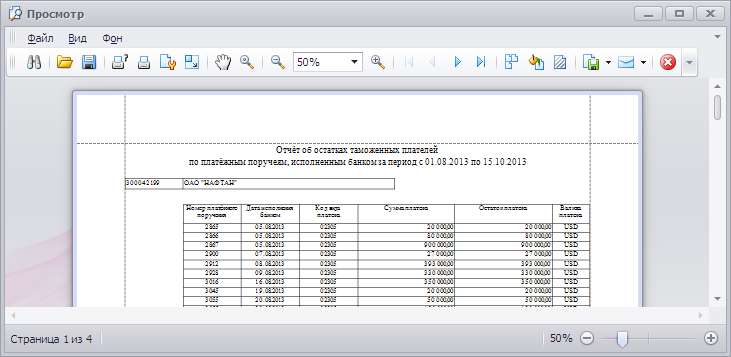 Просмотр
Файл Вид Фон
50%
Отчёт об остатках таможенных платежей
по платёжным поручениям, исполненным банком за период с 01.08.2013 по 15.10.2013
300042199 ОАО "НАФТАН"
Номер платёжного поручения Дата исполнения банком Код вида платежа Сумма платежа Остаток платежа Валюта платежа
2865 05.08.2013 02305 20 000,00 20 000,00 USD
2866 05.08.2013 02305 80 000,00 80 000,00 USD
2867 05.08.2013 02305 900 000,00 900 000,00 USD
2900 07.08.2013 02305 27 000,00 27 000,00 USD
2912 08.08.2013 02305 393 000,00 393 000,00 USD
2928 09.08.2013 02305 330 000,00 330 000,00 USD
3016 16.08.2013 02305 350 000,00 350 000,00 USD
3045 19.08.2013 02305 20 000,00 20 000,00 USD
3055 20.08.2013 02305 50 000,00 50 000,00 USD
Страница 1 из 4 50%